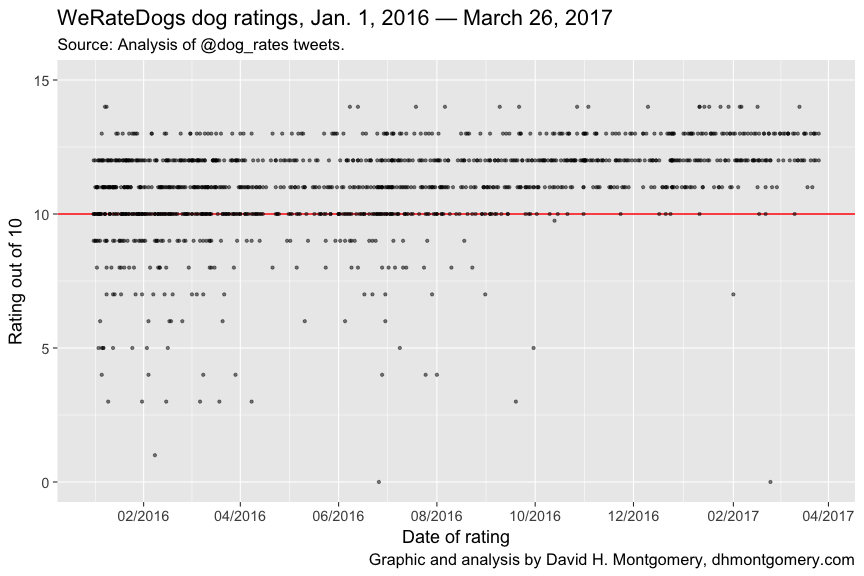 WeRateDogs dog ratings, Jan. 1, 2016 — March 26, 2017
Source: Analysis of @dog_rates tweets.
Rating out of 10
15
10
5
0
02/2016 04/2016 06/2016 08/2016 10/2016 12/2016 02/2017 04/2017
Date of rating
Graphic and analysis by David H. Montgomery, dhmontgomery.com